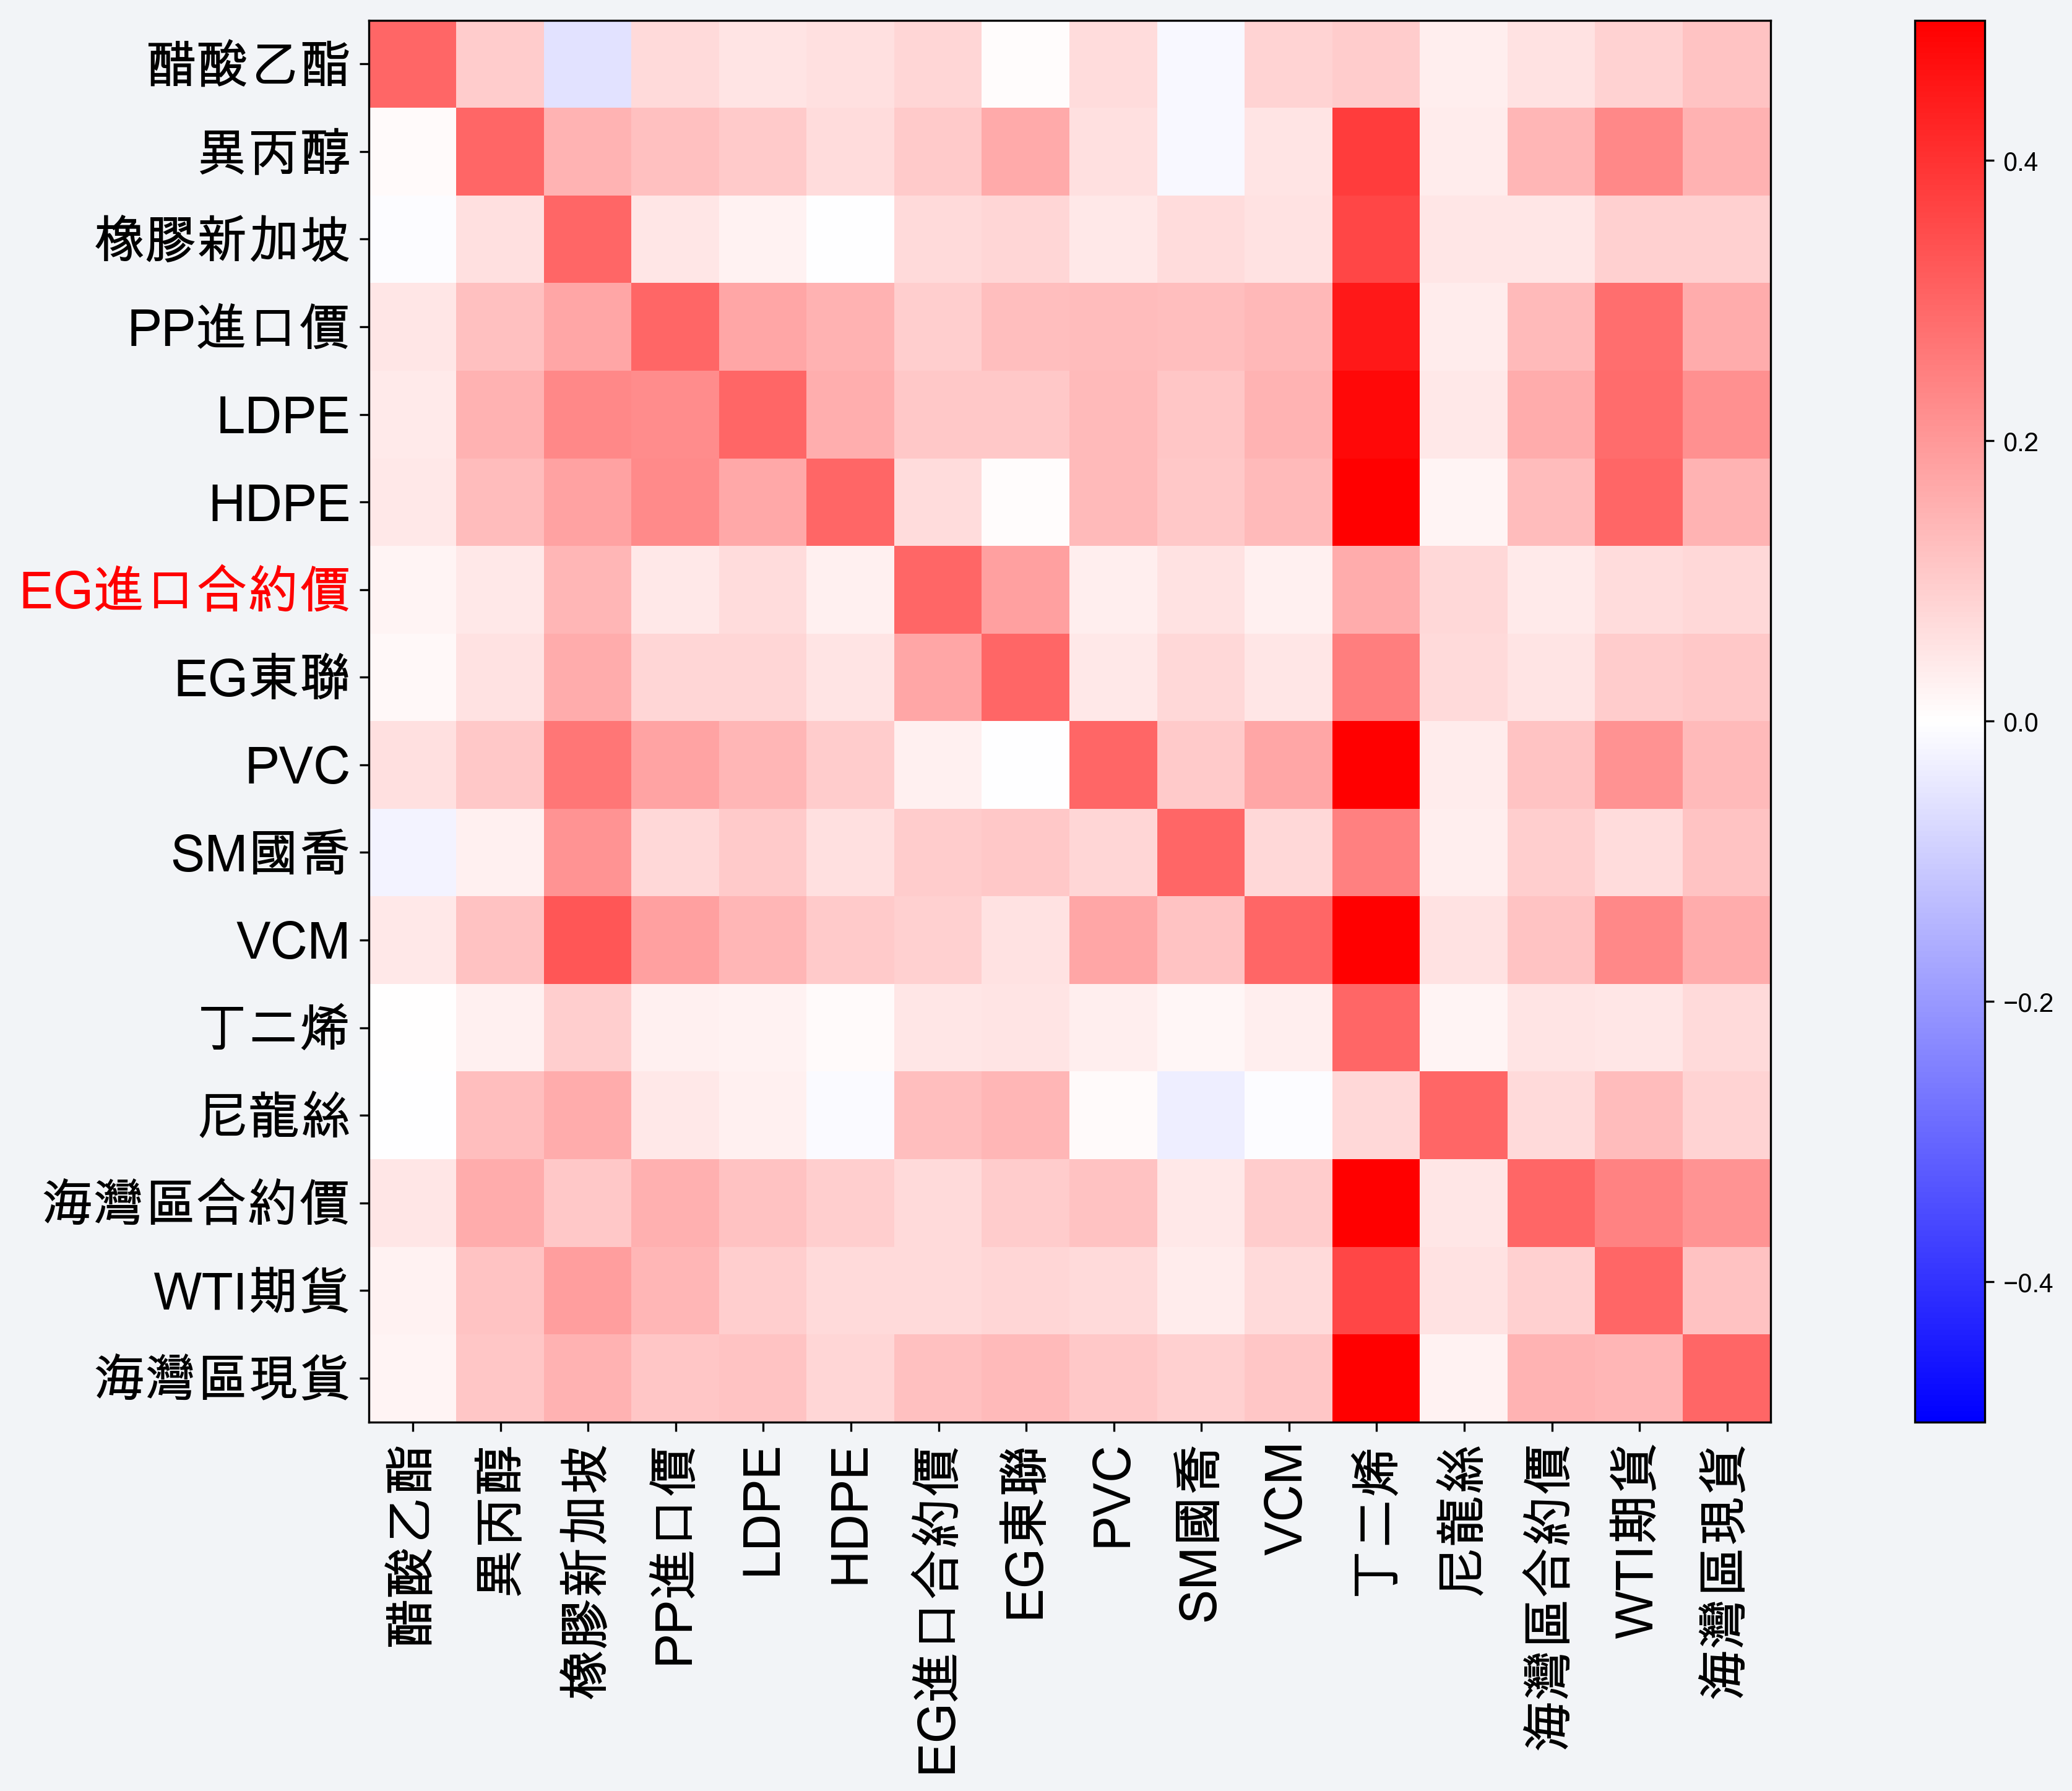 醋酸乙酯
異丙醇
橡膠新加坡
PP進口價
LDPE
HDPE
EG進口合約價
EG東聯
PVC
SM國喬
VCM
丁二烯
尼龍絲
海灣區合約價
WTI期貨
海灣區現貨
醋酸乙酯
異丙醇
橡膠新加坡
PP進口價
LDPE
HDPE
EG進口合約價
EG東聯
PVC
SM國喬
VCM
丁二烯
尼龍絲
海灣區合約價
WTI期貨
海灣區現貨
0.4
0.2
0.0
−0.2
−0.4